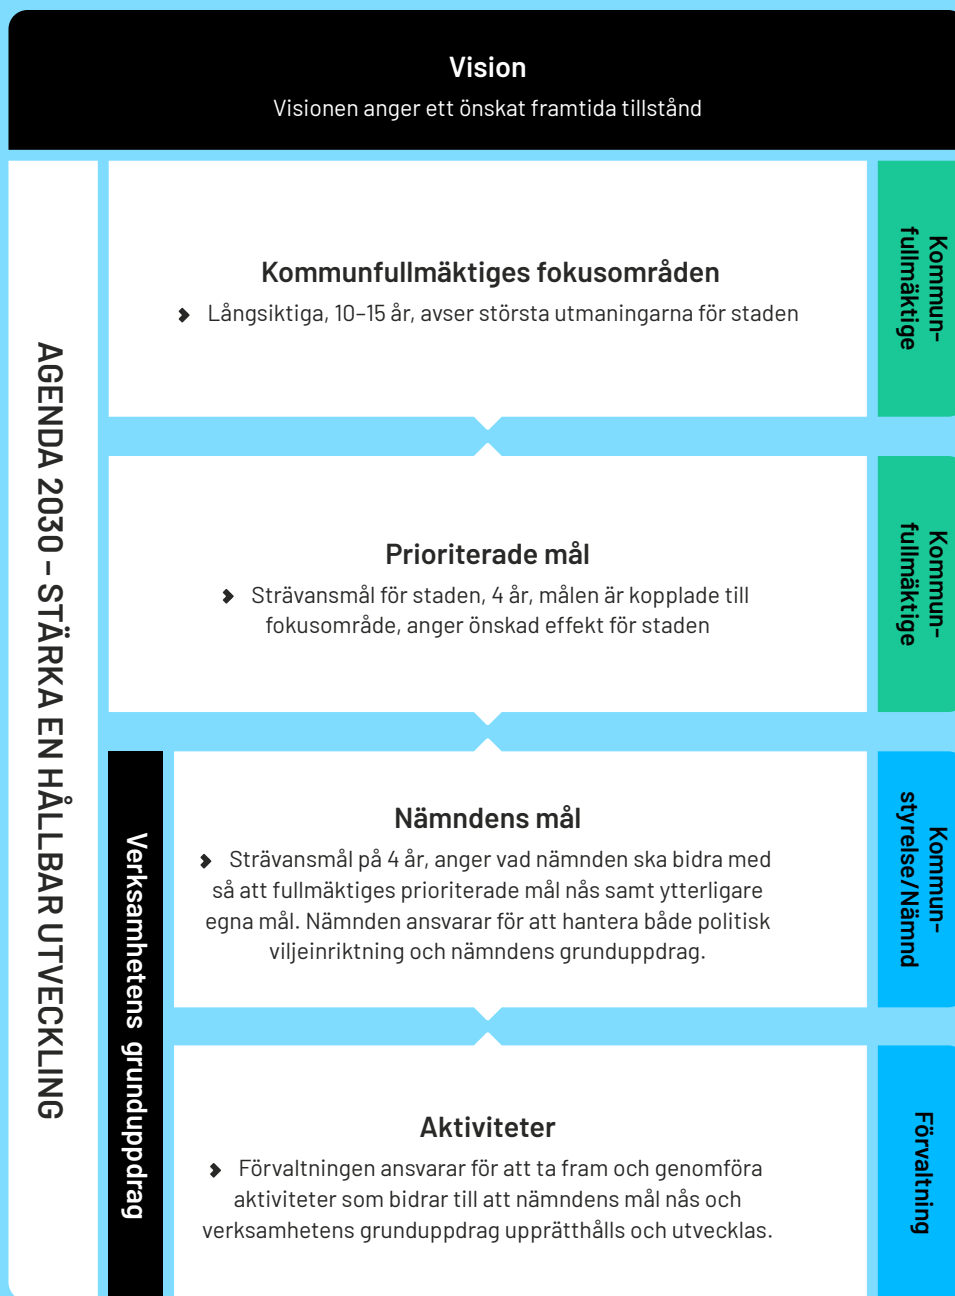 Vision
Visionen anger ett önskat framtida tillstånd
AGENDA 2030 – STÄRKA EN HÅLLBAR UTVECKLING
Kommunfullmäktiges fokusområden
Långsiktiga, 10–15 år, avser största utmaningarna för staden
Kommun-
fullmäktige
Prioriterade mål
Strävansmål för staden, 4 år, målen är kopplade till
fokusområde, anger önskad effekt för staden
Kommun-
fullmäktige
Verksamhetens grunduppdrag
Nämndens mål
Strävansmål på 4 år, anger vad nämnden ska bidra med
så att fullmäktiges prioriterade mål nås samt ytterligare
egna mål. Nämnden ansvarar för att hantera både politisk
viljeinriktning och nämndens grunduppdrag.
Kommun-
styrelse/Nämnd
Aktiviteter
Förvaltningen ansvarar för att ta fram och genomföra
aktiviteter som bidrar till att nämndens mål nås och
verksamhetens grunduppdrag upprätthålls och utvecklas.
Förvaltning